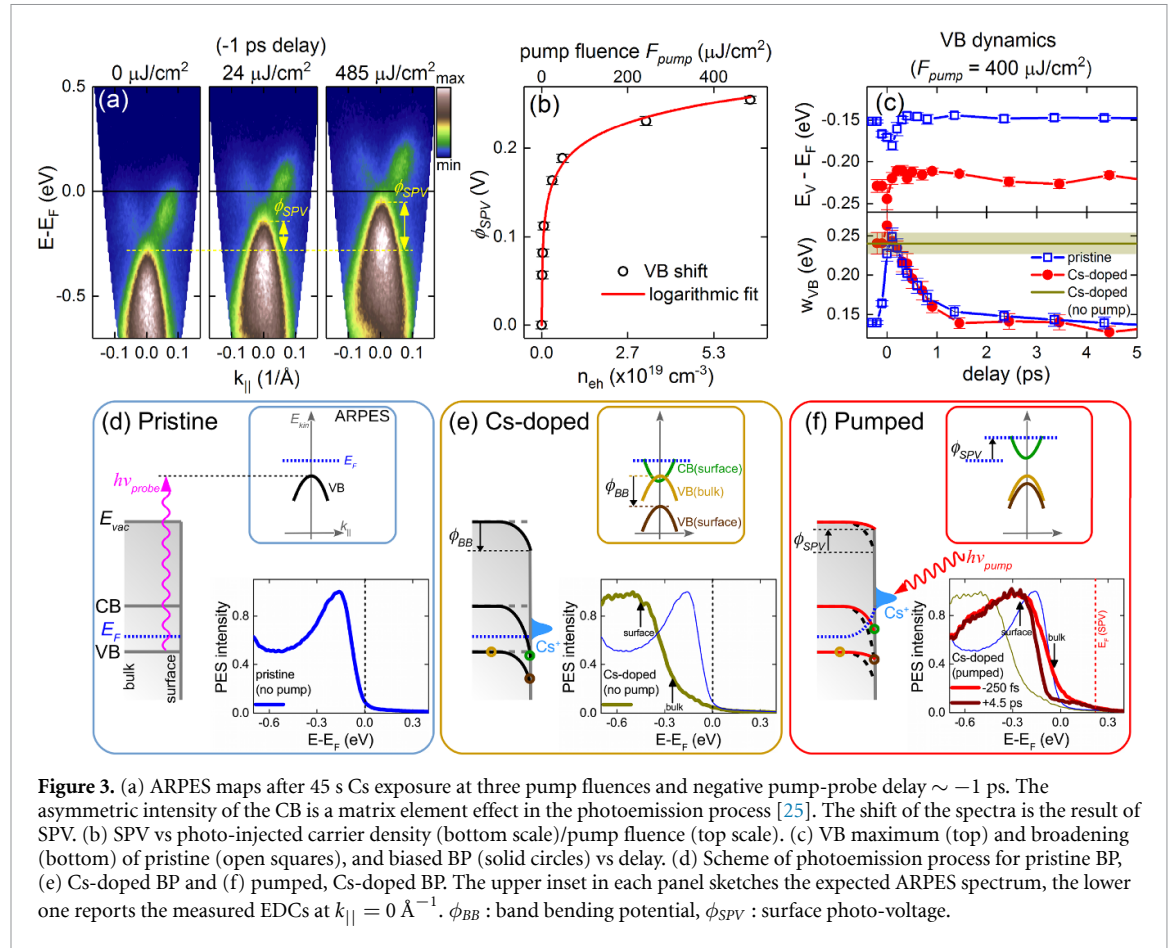 (-1 ps delay)
0 μJ/cm² 24 μJ/cm² 485 μJ/cm²
max
min
(a)
ϕSPV
ϕSPV
E-EF (eV)
0.0
-0.5
-0.1 0.0 0.1 -0.1 0.0 0.1 -0.1 0.0 0.1
k|| (1/Å)
pump fluence Fpump (μJ/cm²)
0 200 400
(b)
ϕSPV (V)
0.2
0.1
0.0
VB shift
logarithmic fit
0.0 2.7 5.3
neh (x10¹⁹ cm⁻³)
VB dynamics
(Fpump = 400 μJ/cm²)
(c)
EV - EF (eV)
-0.15
-0.20
-0.25
wVB (eV)
0.25
0.20
0.15
pristine
Cs-doped
Cs-doped
(no pump)
0 1 2 3 4 5
delay (ps)
(d) Pristine
ARPES
Ekin
EF
VB
k||
hνprobe
Evac
CB
EF
VB
bulk
surface
PES intensity
1.0
0.8
0.4
0.0
pristine
(no pump)
-0.6 -0.3 0.0 0.3
E-EF (eV)
(e) Cs-doped
CB(surface)
VB(bulk)
VB(surface)
ϕBB
ϕBB
Cs⁺
PES intensity
1.0
0.8
0.4
0.0
surface
bulk
Cs-doped
(no pump)
-0.6 -0.3 0.0 0.3
E-EF (eV)
(f) Pumped
ϕSPV
ϕSPV
hνpump
Cs⁺
PES intensity
1.0
0.8
0.4
0.0
surface
bulk
EF (SPV)
Cs-doped
(pumped)
-250 fs
+4.5 ps
-0.6 -0.3 0.0 0.3
E-EF (eV)
Figure 3. (a) ARPES maps after 45 s Cs exposure at three pump fluences and negative pump-probe delay ∼ −1 ps. The
asymmetric intensity of the CB is a matrix element effect in the photoemission process [25]. The shift of the spectra is the result of
SPV. (b) SPV vs photo-injected carrier density (bottom scale)/pump fluence (top scale). (c) VB maximum (top) and broadening
(bottom) of pristine (open squares), and biased BP (solid circles) vs delay. (d) Scheme of photoemission process for pristine BP,
(e) Cs-doped BP and (f) pumped, Cs-doped BP. The upper inset in each panel sketches the expected ARPES spectrum, the lower
one reports the measured EDCs at k|| = 0 Å⁻¹. ϕBB : band bending potential, ϕSPV : surface photo-voltage.